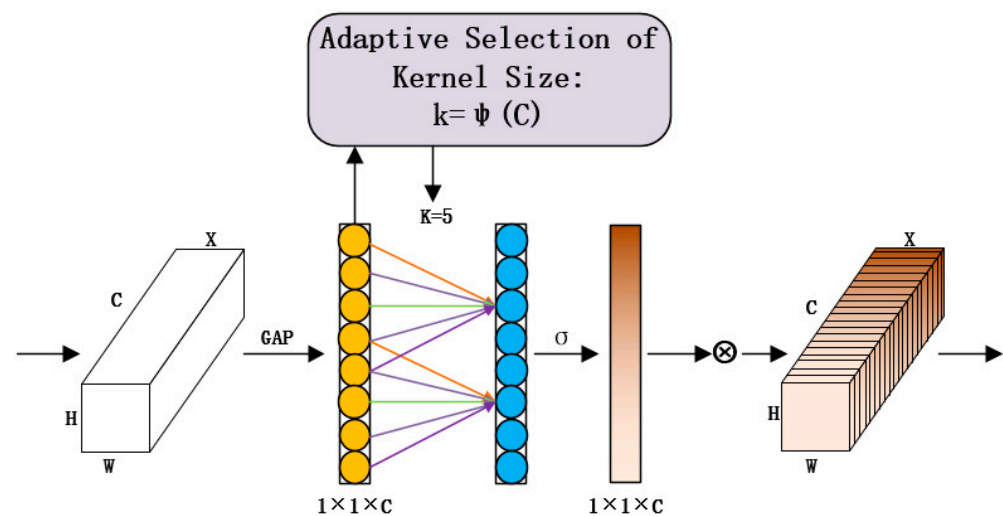 Adaptive Selection of
Kernel Size:
k=ψ(C)
K=5
X
C
H
W
GAP
1×1×C
σ
1×1×C
X
C
H
W